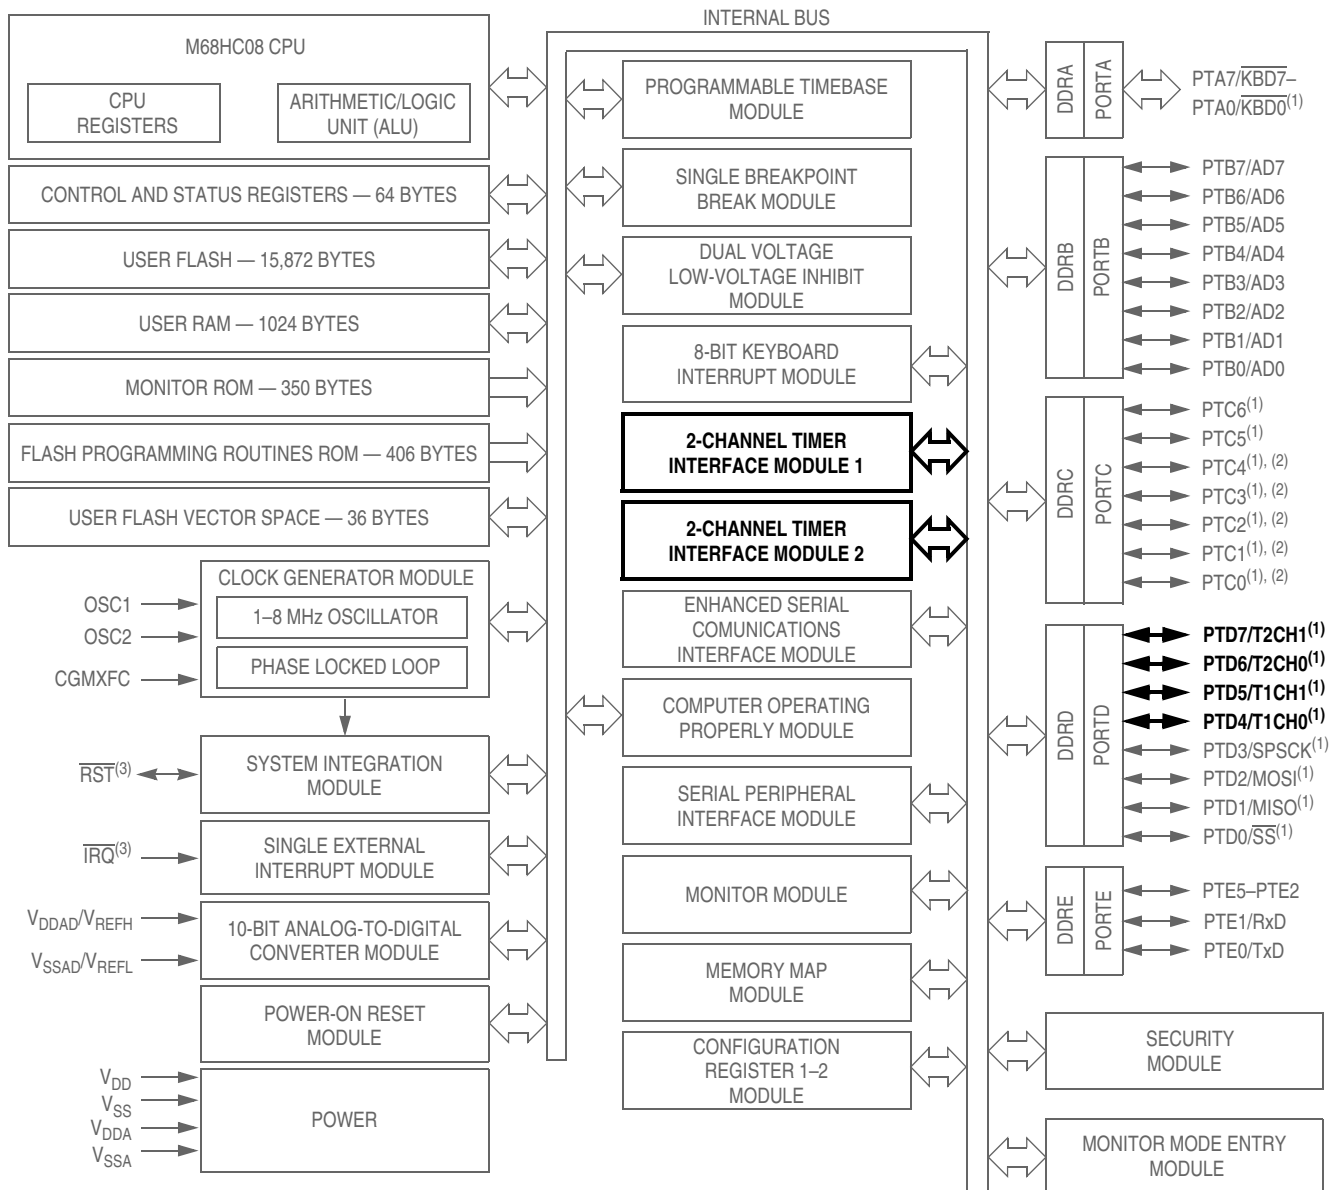 INTERNAL BUS
M68HC08 CPU
CPU
REGISTERS
ARITHMETIC/LOGIC
UNIT (ALU)
CONTROL AND STATUS REGISTERS — 64 BYTES
USER FLASH — 15,872 BYTES
USER RAM — 1024 BYTES
MONITOR ROM — 350 BYTES
FLASH PROGRAMMING ROUTINES ROM — 406 BYTES
USER FLASH VECTOR SPACE — 36 BYTES
CLOCK GENERATOR MODULE
1–8 MHz OSCILLATOR
PHASE LOCKED LOOP
OSC1
OSC2
CGMXFC
SYSTEM INTEGRATION
MODULE
RST(3)
SINGLE EXTERNAL
INTERRUPT MODULE
IRQ(3)
10-BIT ANALOG-TO-DIGITAL
CONVERTER MODULE
VDDAD/VREFH
VSSAD/VREFL
POWER-ON RESET
MODULE
POWER
VDD
VSS
VDDA
VSSA
PROGRAMMABLE TIMEBASE
MODULE
SINGLE BREAKPOINT
BREAK MODULE
DUAL VOLTAGE
LOW-VOLTAGE INHIBIT
MODULE
8-BIT KEYBOARD
INTERRUPT MODULE
2-CHANNEL TIMER
INTERFACE MODULE 1
2-CHANNEL TIMER
INTERFACE MODULE 2
ENHANCED SERIAL
COMUNICATIONS
INTERFACE MODULE
COMPUTER OPERATING
PROPERLY MODULE
SERIAL PERIPHERAL
INTERFACE MODULE
MONITOR MODULE
MEMORY MAP
MODULE
CONFIGURATION
REGISTER 1–2
MODULE
DDRA
PORTA
PTA7/KBD7–
PTA0/KBD0(1)
DDRB
PORTB
PTB7/AD7
PTB6/AD6
PTB5/AD5
PTB4/AD4
PTB3/AD3
PTB2/AD2
PTB1/AD1
PTB0/AD0
DDRC
PORTC
PTC6(1)
PTC5(1)
PTC4(1), (2)
PTC3(1), (2)
PTC2(1), (2)
PTC1(1), (2)
PTC0(1), (2)
DDRD
PORTD
PTD7/T2CH1(1)
PTD6/T2CH0(1)
PTD5/T1CH1(1)
PTD4/T1CH0(1)
PTD3/SPSCK(1)
PTD2/MOSI(1)
PTD1/MISO(1)
PTD0/SS(1)
DDRE
PORTE
PTE5–PTE2
PTE1/RxD
PTE0/TxD
SECURITY
MODULE
MONITOR MODE ENTRY
MODULE